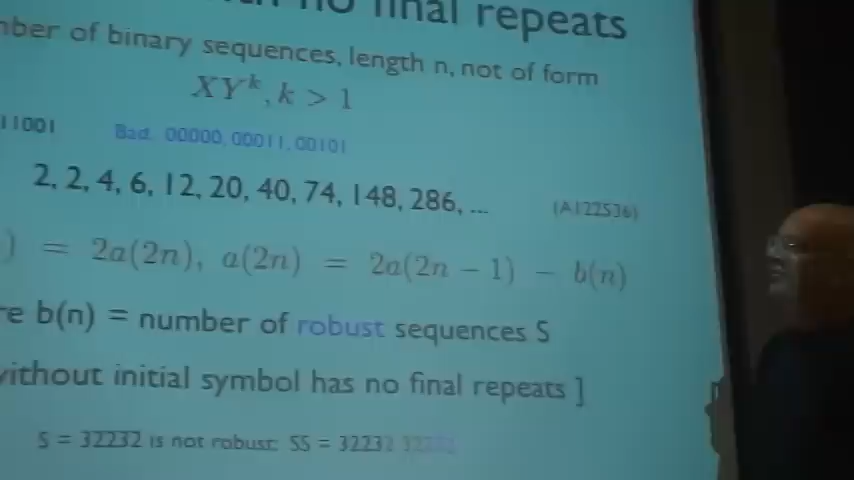 no final repeats
of binary sequences, length n, not of form
XY^k, k > 1
11001 Bad: 00000, 00011, 00101
2, 2, 4, 6, 12, 20, 40, 74, 148, 286, ...
(A122536)
) = 2a(2n), a(2n) = 2a(2n − 1) − b(n)
b(n) = number of robust sequences S
without initial symbol has no final repeats ]
S = 32232 is not robust: SS = 32232 32232